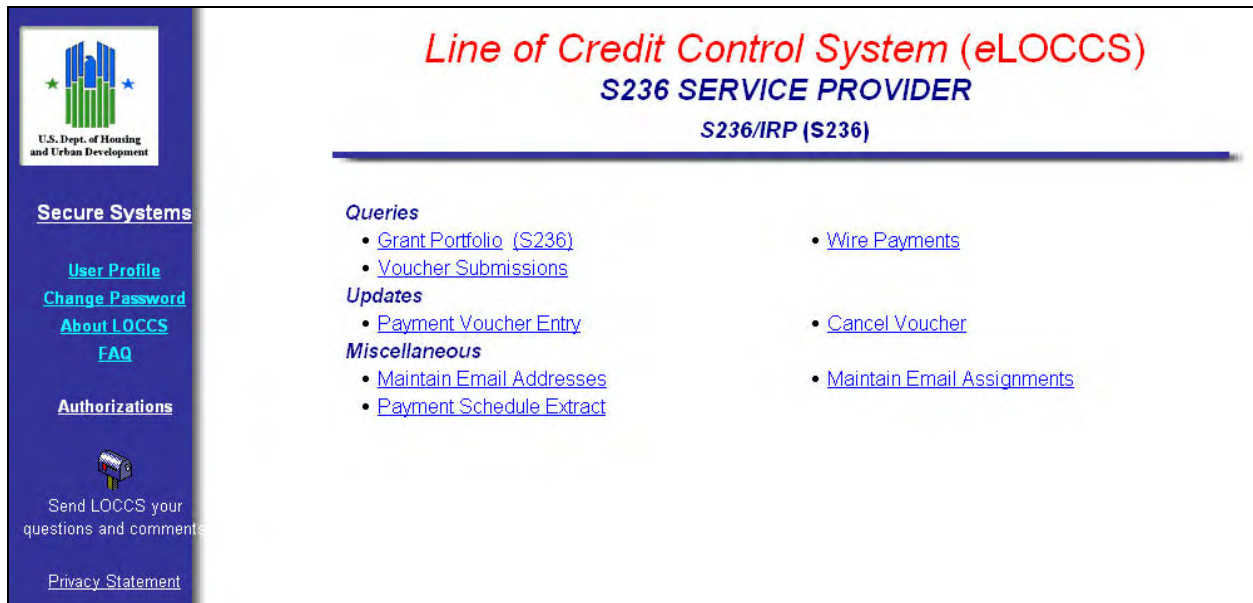 U.S. Dept. of Housing
and Urban Development
Secure Systems
User Profile
Change Password
About LOCCS
FAQ
Authorizations
Send LOCCS your
questions and comments
Privacy Statement
Line of Credit Control System (eLOCCS)
S236 SERVICE PROVIDER
S236/IRP (S236)
Queries
• Grant Portfolio (S236)
• Wire Payments
• Voucher Submissions
Updates
• Payment Voucher Entry
• Cancel Voucher
Miscellaneous
• Maintain Email Addresses
• Maintain Email Assignments
• Payment Schedule Extract